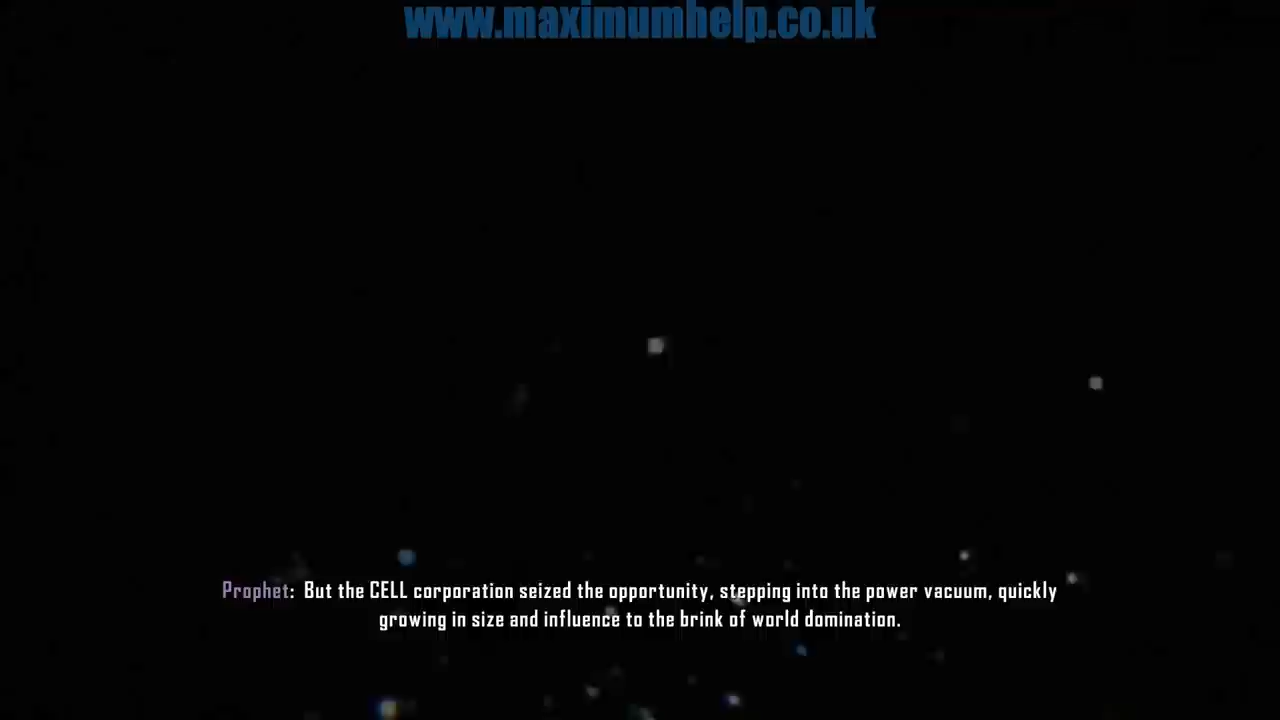 www.maximumhelp.co.uk
Prophet: But the CELL corporation seized the opportunity, stepping into the power vacuum, quickly
growing in size and influence to the brink of world domination.